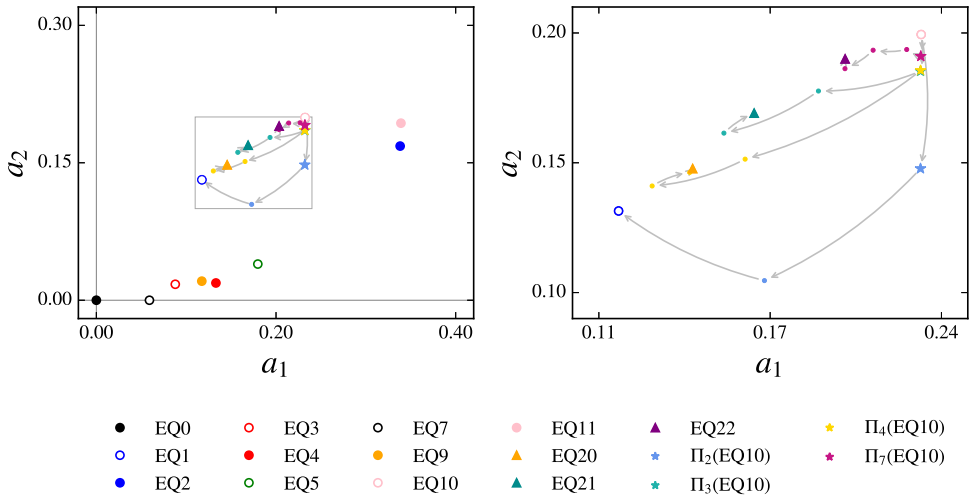 0.30
0.15
0.00
a₂
0.00 0.20 0.40
a₁
0.20
0.15
0.10
a₂
0.11 0.17 0.24
a₁
EQ0 EQ3 EQ7 EQ11 EQ22 Π₄(EQ10)
EQ1 EQ4 EQ9 EQ20 Π₂(EQ10) Π₇(EQ10)
EQ2 EQ5 EQ10 EQ21 Π₃(EQ10)